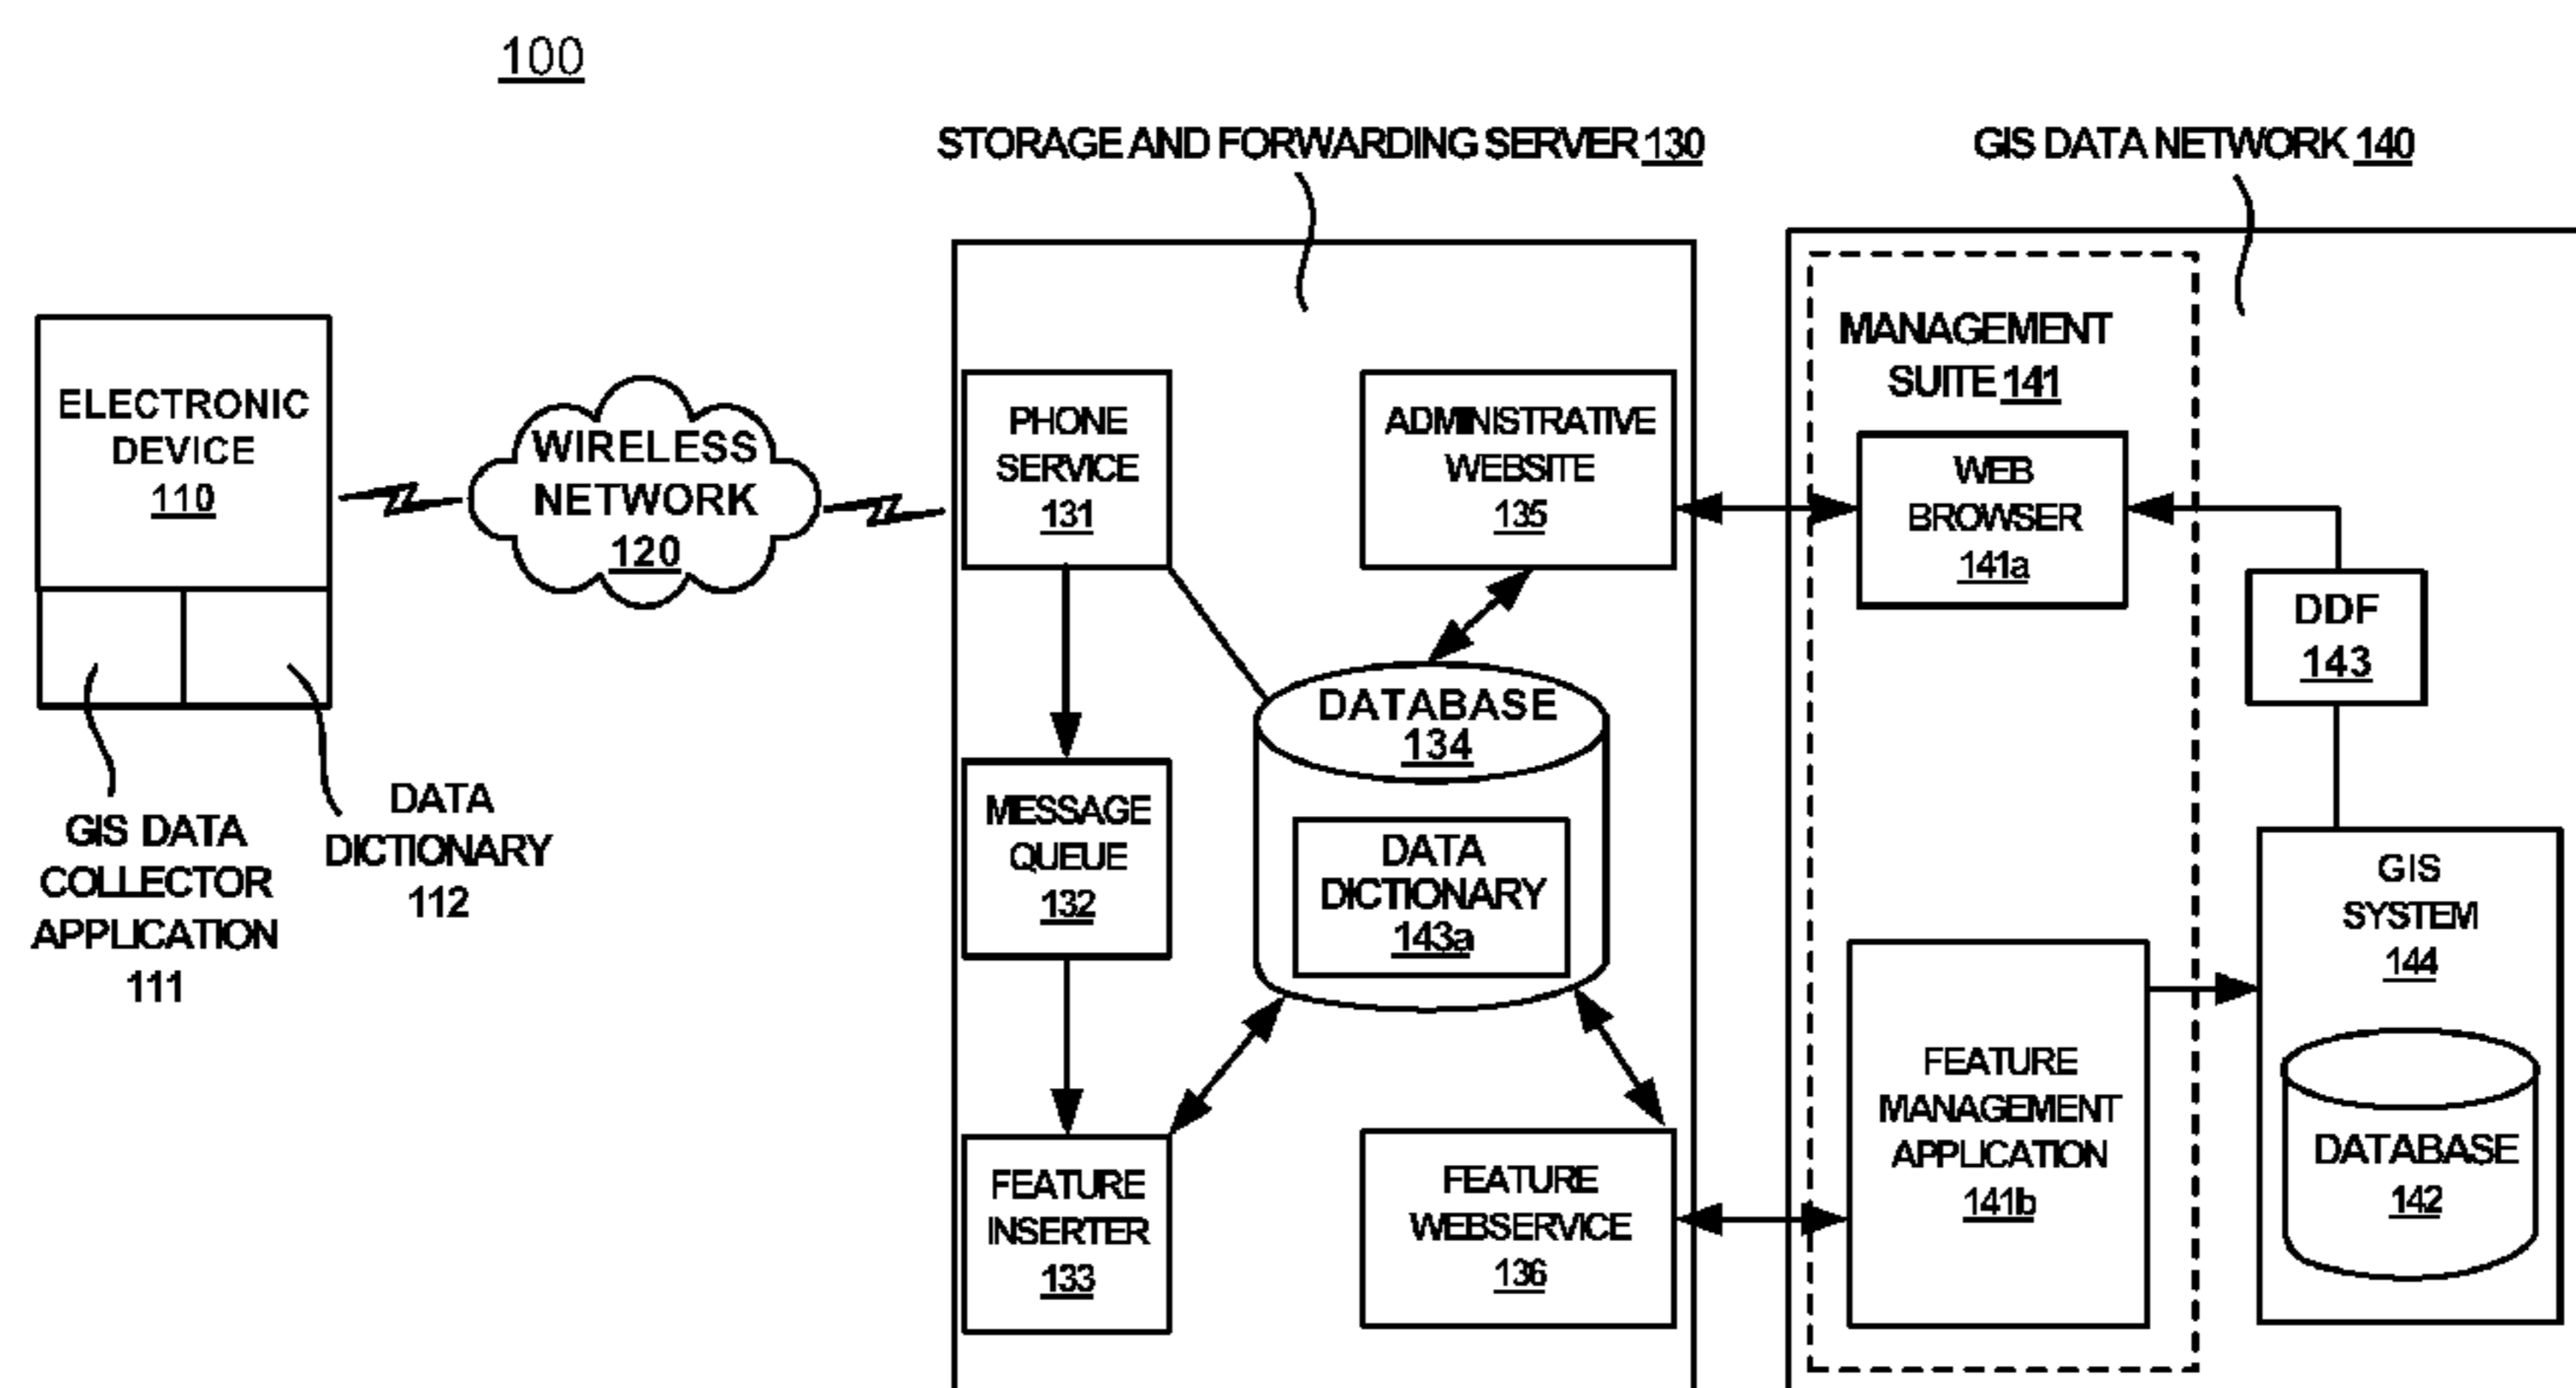 100
STORAGE AND FORWARDING SERVER 130
GIS DATA NETWORK 140
ELECTRONIC
DEVICE
110
GIS DATA
COLLECTOR
APPLICATION
111
DATA
DICTIONARY
112
WIRELESS
NETWORK
120
PHONE
SERVICE
131
MESSAGE
QUEUE
132
FEATURE
INSERTER
133
ADMINISTRATIVE
WEBSITE
135
DATABASE
134
DATA
DICTIONARY
143a
FEATURE
WEBSERVICE
136
MANAGEMENT
SUITE 141
WEB
BROWSER
141a
FEATURE
MANAGEMENT
APPLICATION
141b
DDF
143
GIS
SYSTEM
144
DATABASE
142